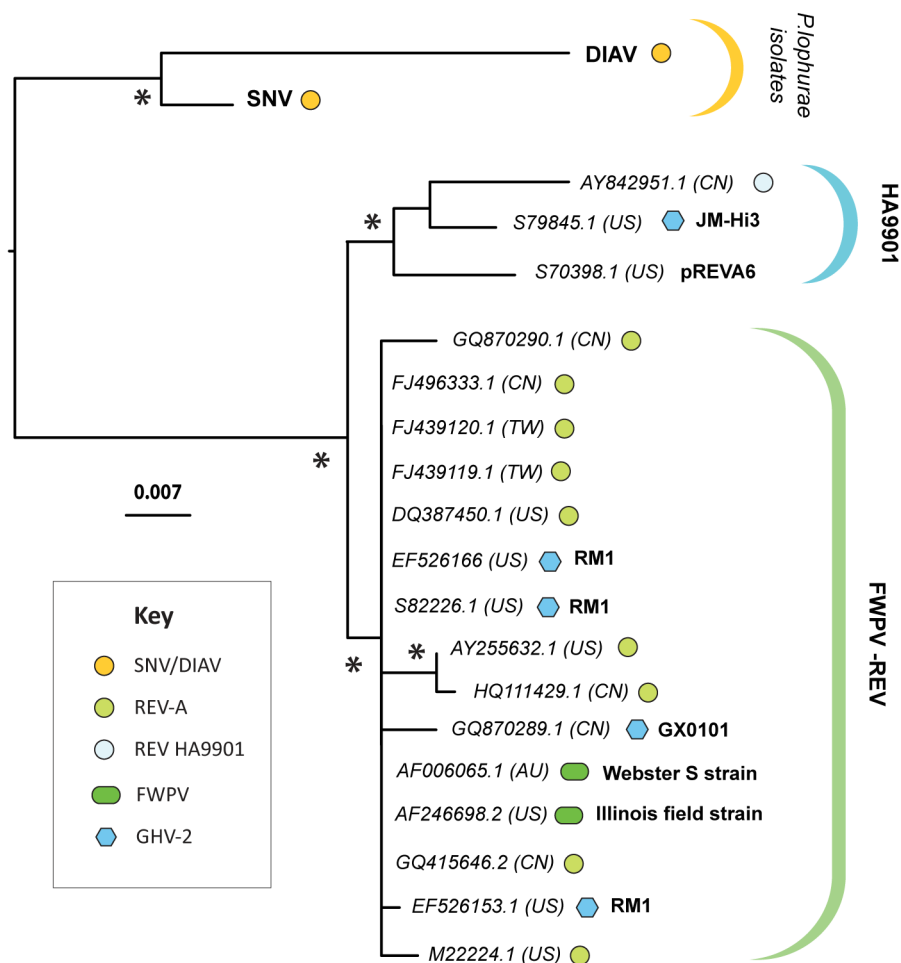 P.lophurae
isolates
DIAV
*
SNV
AY842951.1 (CN)
HA9901
*
S79845.1 (US) JM-Hi3
S70398.1 (US) pREVA6
GQ870290.1 (CN)
FJ496333.1 (CN)
FJ439120.1 (TW)
*
FJ439119.1 (TW)
0.007
DQ387450.1 (US)
EF526166 (US) RM1
S82226.1 (US) RM1
FWPV -REV
*
*
AY255632.1 (US)
HQ111429.1 (CN)
GQ870289.1 (CN) GX0101
AF006065.1 (AU) Webster S strain
AF246698.2 (US) Illinois field strain
GQ415646.2 (CN)
EF526153.1 (US) RM1
M22224.1 (US)
Key
SNV/DIAV
REV-A
REV HA9901
FWPV
GHV-2